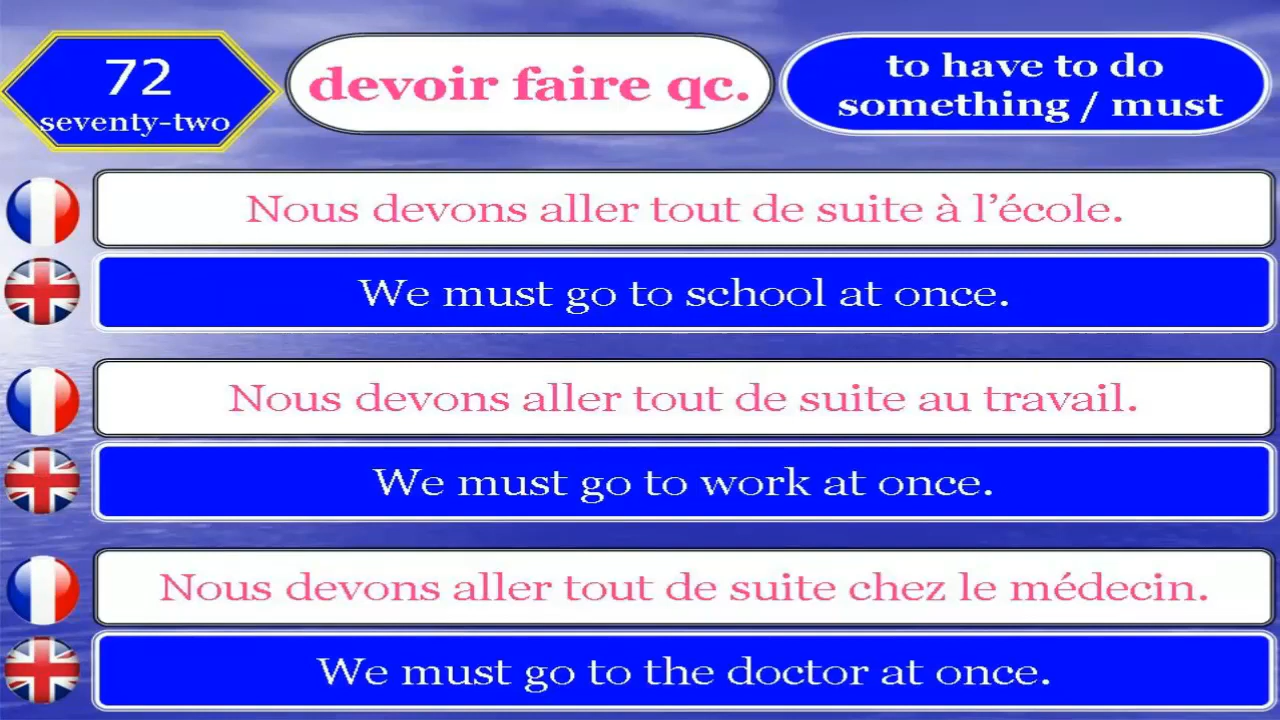 72
seventy-two
devoir faire qc.
to have to do
something / must
Nous devons aller tout de suite à l’école.
We must go to school at once.
Nous devons aller tout de suite au travail.
We must go to work at once.
Nous devons aller tout de suite chez le médecin.
We must go to the doctor at once.